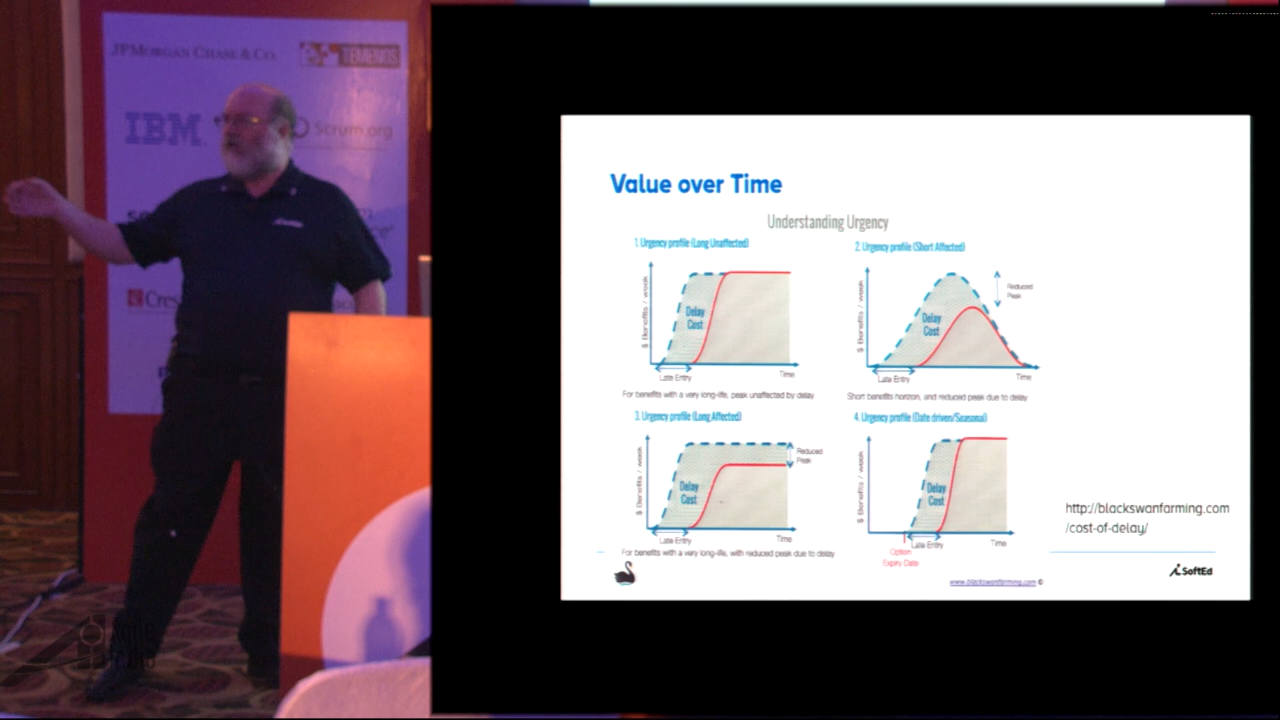 JPMORGAN CHASE & CO.
TEMENOS
IBM
Scrum.org
Value over Time
Understanding Urgency
1. Urgency profile (Long Unaffected)
$ Benefits / week
Delay
Cost
Late Entry
Time
For benefits with a very long-life, peak unaffected by delay
2. Urgency profile (Short Affected)
$ Benefits / week
Delay
Cost
Reduced
Peak
Late Entry
Time
Short benefits horizon, and reduced peak due to delay
3. Urgency profile (Long Affected)
$ Benefits / week
Delay
Cost
Reduced
Peak
Late Entry
Time
For benefits with a very long-life, with reduced peak due to delay
4. Urgency profile (Date driven/Seasonal)
$ Benefits / week
Delay
Cost
Late Entry
Time
Option
Expiry Date
http://blackswanfarming.com
/cost-of-delay/
www.blackswanfarming.com ©
SoftEd